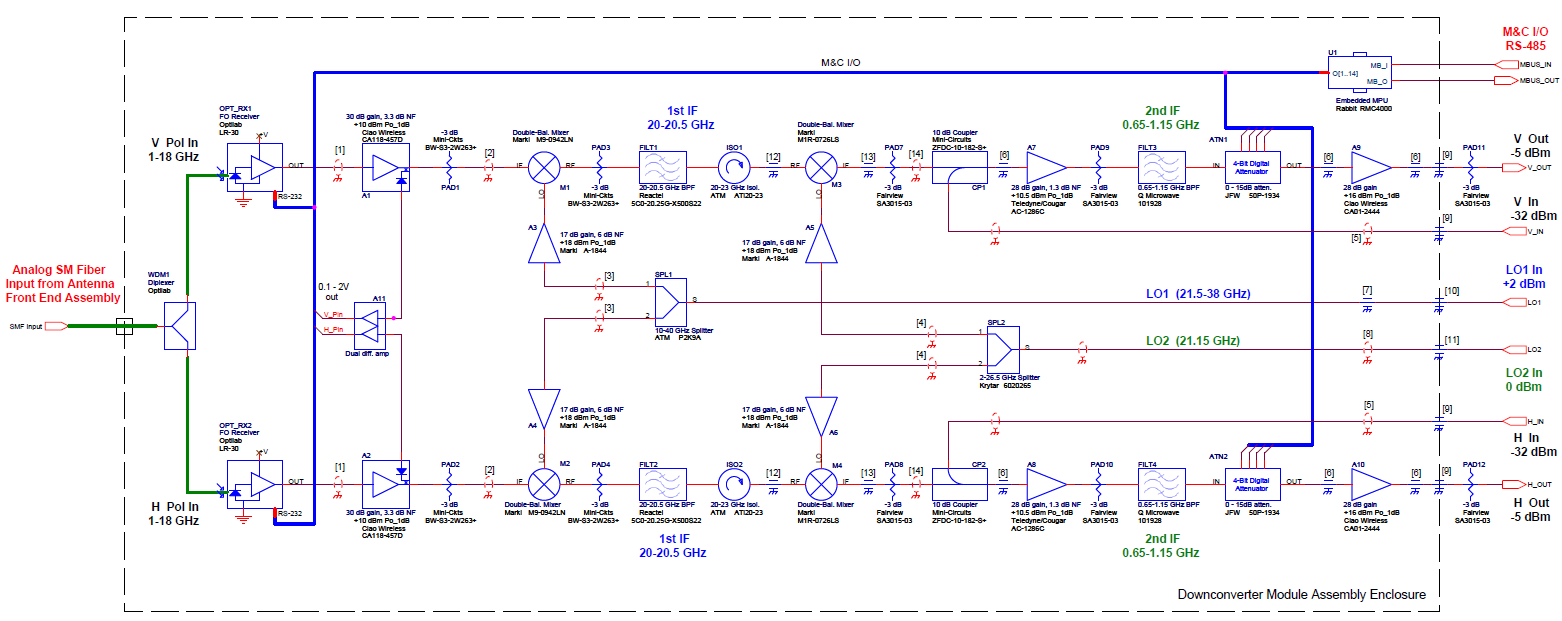 M&C I/O
RS-485
M&C I/O
U1
O[1..14]
MB_I
MB_O
MBUS_IN
MBUS_OUT
Embedded MPU
Rabbit RMC4000
V Pol In
1-18 GHz
OPT_RX1
FO Receiver
Optilab
LR-30
+V
OUT
RS-232
[1]
30 dB gain, 3.3 dB NF
+10 dBm Po_1dB
Ciao Wireless
CA118-457D
A1
-3 dB
Mini-Ckts
BW-S3-2W263+
PAD1
[2]
Double-Bal. Mixer
Marki M9-0942LN
IF
RF
LO
M1
PAD3
-3 dB
Mini-Ckts
BW-S3-2W263+
1st IF
20-20.5 GHz
FILT1
20-20.5 GHz BPF
Reactel
5C0-20.25G-X500S22
ISO1
20-23 GHz Isol.
ATM ATI20-23
[12]
Double-Bal. Mixer
Marki
M1R-0726LS
RF
IF
LO
M3
[13]
PAD7
-3 dB
Fairview
SA3015-03
[14]
10 dB Coupler
Mini-Circuits
ZFDC-10-182-S+
CP1
[6]
A7
28 dB gain, 1.3 dB NF
+10.5 dBm Po_1dB
Teledyne/Cougar
AC-1286C
PAD9
-3 dB
Fairview
SA3015-03
2nd IF
0.65-1.15 GHz
FILT3
0.65-1.15 GHz BPF
Q Microwave
101928
ATN1
IN
4-Bit Digital
Attenuator
OUT
0 - 15dB atten.
JFW 50P-1934
[6]
A9
28 dB gain
+16 dBm Po_1dB
Ciao Wireless
CA01-2444
[6]
[9]
PAD11
-3 dB
Fairview
SA3015-03
V Out
-5 dBm
V_OUT
V In
-32 dBm
V_IN
[5]
[9]
A3
17 dB gain, 6 dB NF
+18 dBm Po_1dB
Marki A-1844
17 dB gain, 6 dB NF
+18 dBm Po_1dB
Marki A-1844
A5
Analog SM Fiber
Input from Antenna
Front End Assembly
SMF Input
WDM1
Diplexer
Optilab
0.1 - 2V
out
V_Pin
H_Pin
A11
Dual diff. amp
[3]
[3]
SPL1
1
2
S
10-40 GHz Splitter
ATM P2K9A
LO1 (21.5-38 GHz)
[7]
[10]
LO1 In
+2 dBm
LO1
[4]
[4]
SPL2
1
2
S
2-26.5 GHz Splitter
Krytar 6020265
LO2 (21.15 GHz)
[8]
[11]
LO2
LO2 In
0 dBm
A4
17 dB gain, 6 dB NF
+18 dBm Po_1dB
Marki A-1844
17 dB gain, 6 dB NF
+18 dBm Po_1dB
Marki A-1844
A6
[5]
[9]
H_IN
H In
-32 dBm
OPT_RX2
FO Receiver
Optilab
LR-30
+V
OUT
RS-232
H Pol In
1-18 GHz
[1]
A2
30 dB gain, 3.3 dB NF
+10 dBm Po_1dB
Ciao Wireless
CA118-457D
PAD2
-3 dB
Mini-Ckts
BW-S3-2W263+
[2]
LO
M2
IF
RF
Double-Bal. Mixer
Marki M9-0942LN
PAD4
-3 dB
Mini-Ckts
BW-S3-2W263+
FILT2
20-20.5 GHz BPF
Reactel
5C0-20.25G-X500S22
1st IF
20-20.5 GHz
ISO2
20-23 GHz Isol.
ATM ATI20-23
[12]
LO
M4
RF
IF
Double-Bal. Mixer
Marki
M1R-0726LS
[13]
PAD8
-3 dB
Fairview
SA3015-03
[14]
CP2
10 dB Coupler
Mini-Circuits
ZFDC-10-182-S+
[6]
A8
28 dB gain, 1.3 dB NF
+10.5 dBm Po_1dB
Teledyne/Cougar
AC-1286C
PAD10
-3 dB
Fairview
SA3015-03
FILT4
0.65-1.15 GHz BPF
Q Microwave
101928
2nd IF
0.65-1.15 GHz
ATN2
IN
4-Bit Digital
Attenuator
OUT
0 - 15dB atten.
JFW 50P-1934
[6]
A10
28 dB gain
+16 dBm Po_1dB
Ciao Wireless
CA01-2444
[6]
[9]
PAD12
-3 dB
Fairview
SA3015-03
H_OUT
H Out
-5 dBm
Downconverter Module Assembly Enclosure